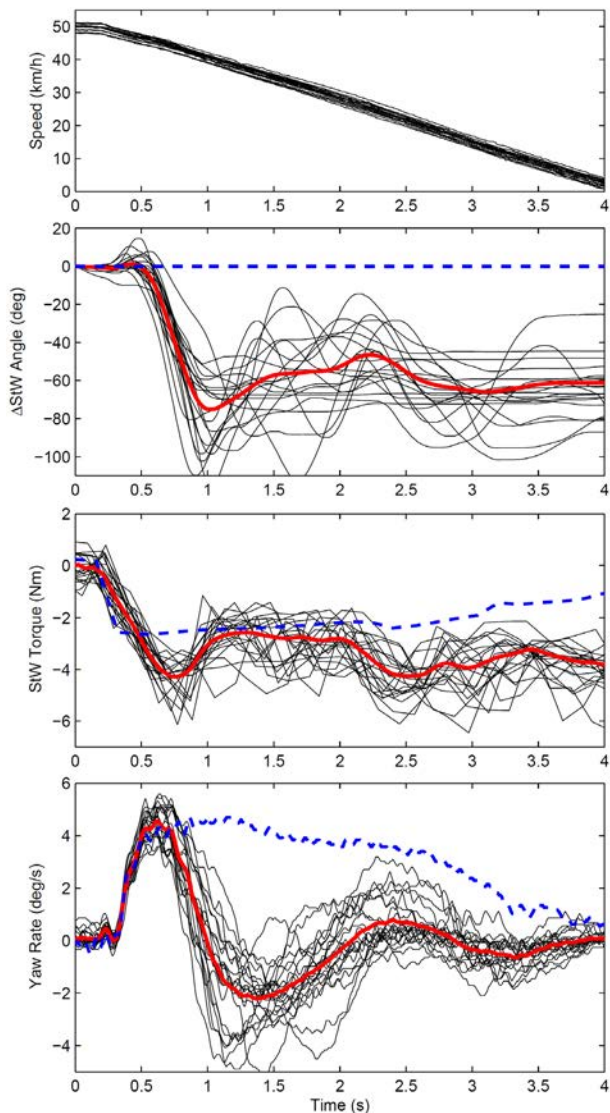 Speed (km/h)
50
40
30
20
10
0
0 0.5 1 1.5 2 2.5 3 3.5 4
ΔStW Angle (deg)
20
0
−20
−40
−60
−80
−100
0 0.5 1 1.5 2 2.5 3 3.5 4
StW Torque (Nm)
2
0
−2
−4
−6
0 0.5 1 1.5 2 2.5 3 3.5 4
Yaw Rate (deg/s)
6
4
2
0
−2
−4
0 0.5 1 1.5 2 2.5 3 3.5 4
Time (s)